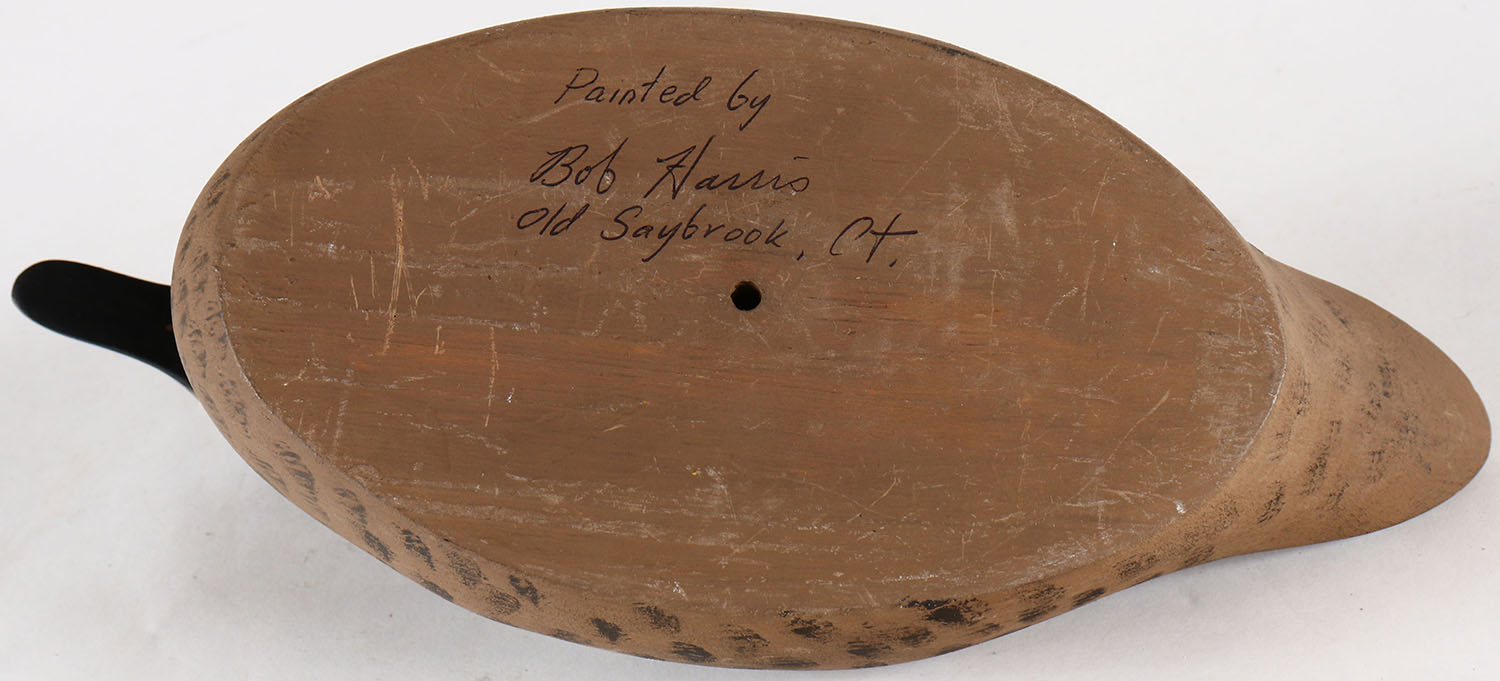 Painted by
Bob Harris
Old Saybrook, Ct.